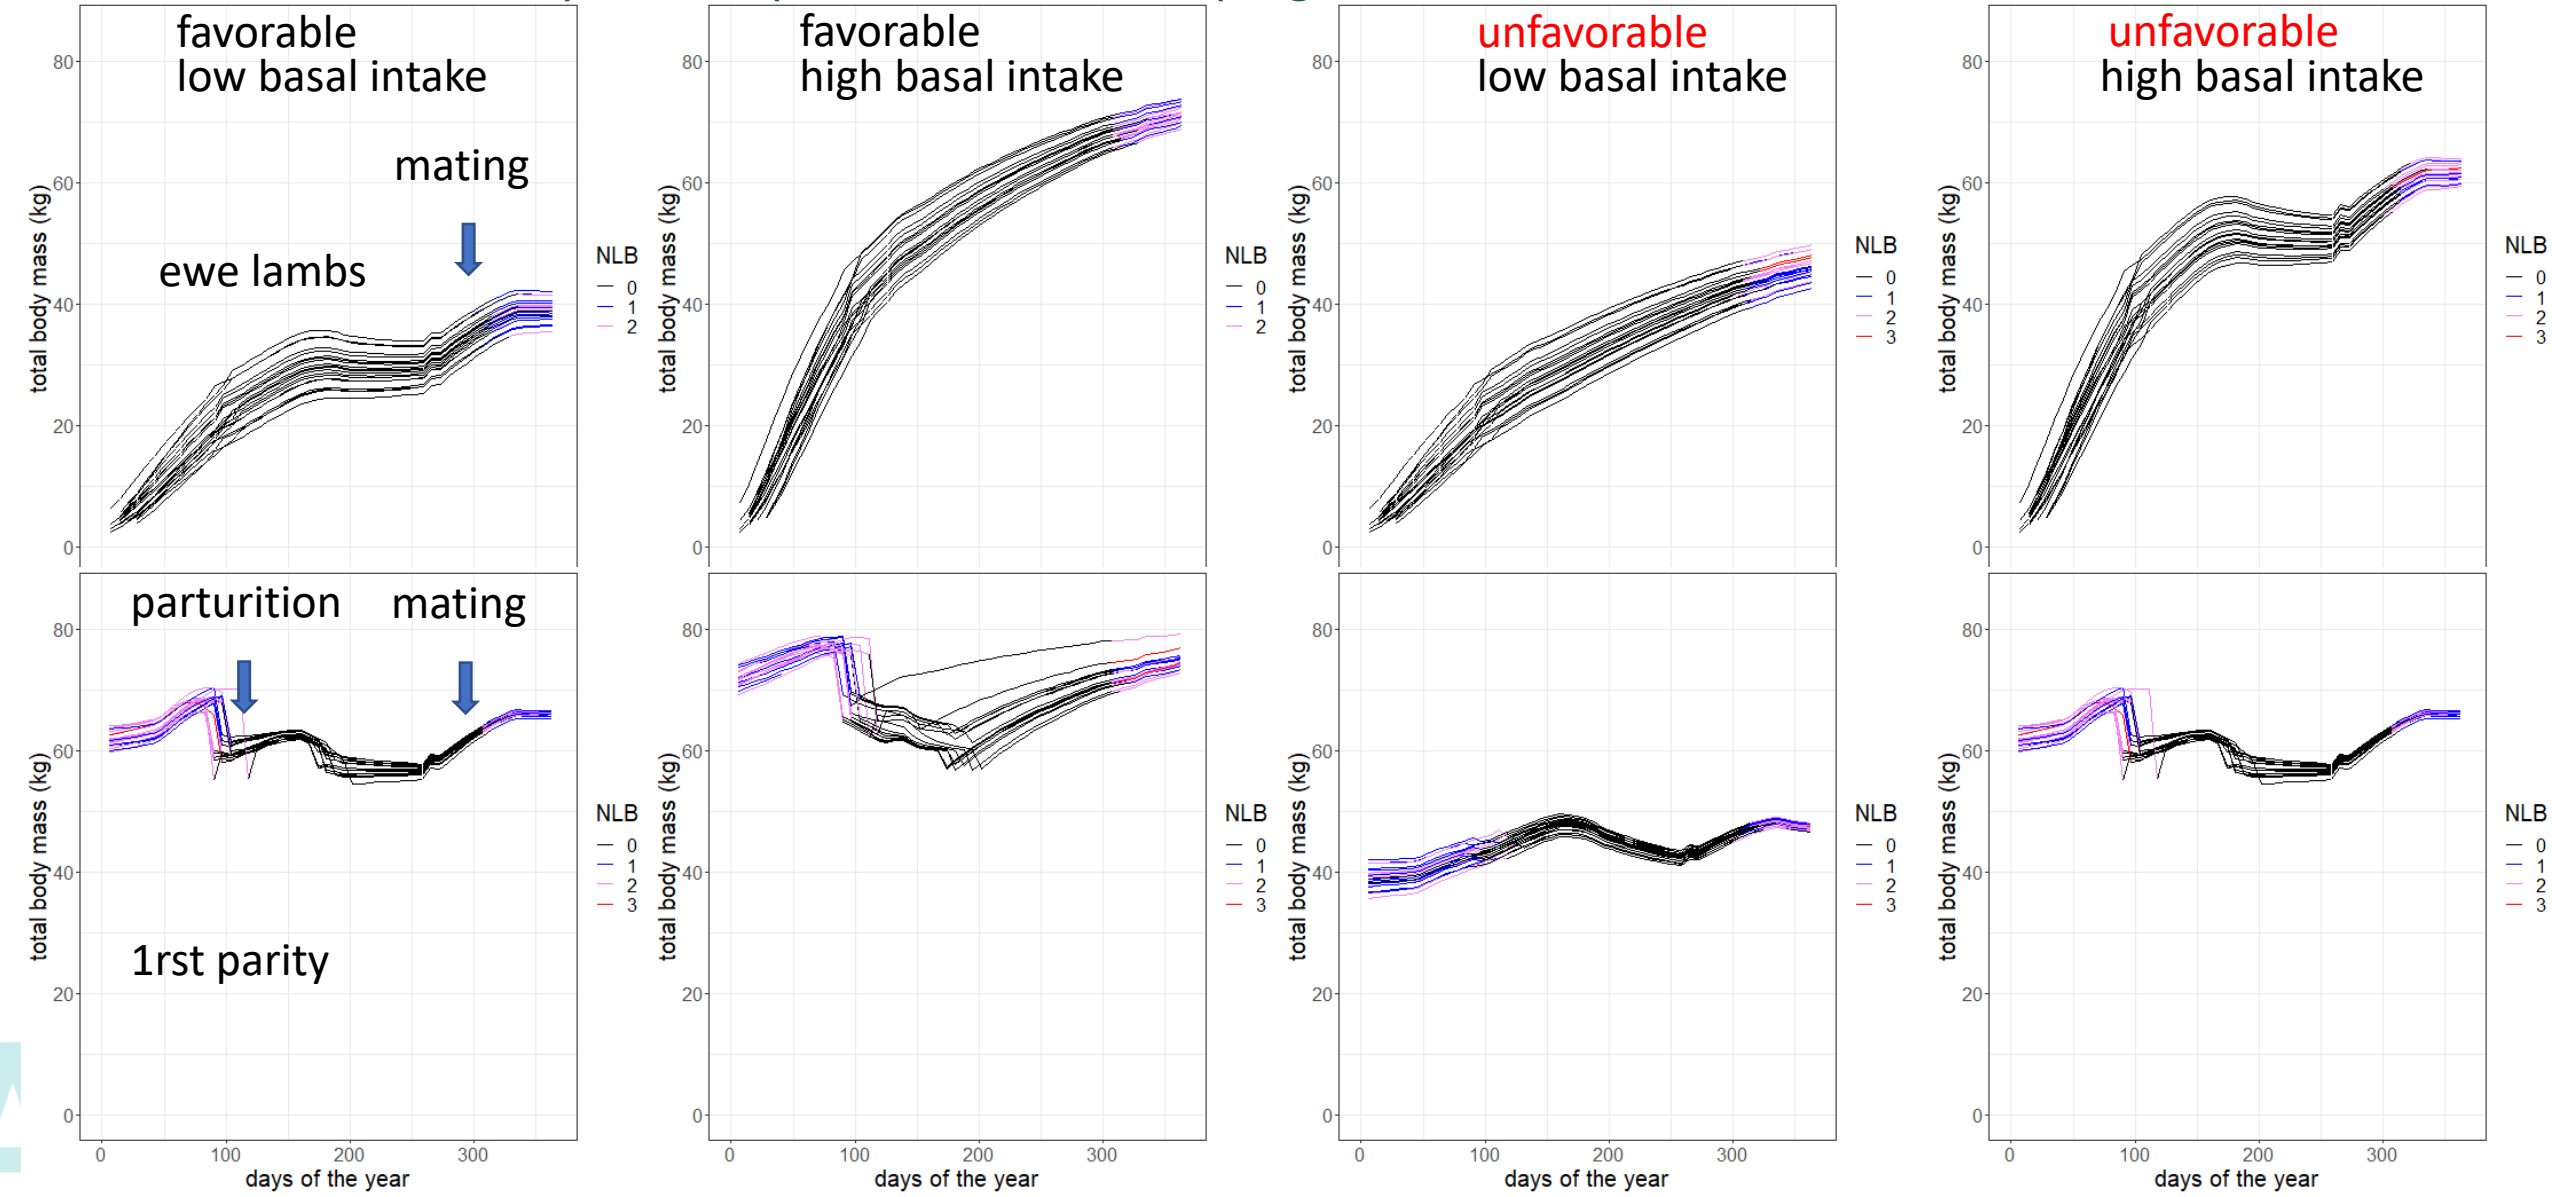 favorable
low basal intake
favorable
high basal intake
unfavorable
low basal intake
unfavorable
high basal intake
mating
ewe lambs
total body mass (kg)
80
60
40
20
0
NLB
0
1
2
total body mass (kg)
80
60
40
20
0
NLB
0
1
2
total body mass (kg)
80
60
40
20
0
NLB
0
1
2
3
total body mass (kg)
80
60
40
20
0
NLB
0
1
2
3
parturition
mating
1rst parity
total body mass (kg)
80
60
40
20
0
0 100 200 300
days of the year
NLB
0
1
2
3
total body mass (kg)
80
60
40
20
0
0 100 200 300
days of the year
NLB
0
1
2
3
total body mass (kg)
80
60
40
20
0
0 100 200 300
days of the year
NLB
0
1
2
3
total body mass (kg)
80
60
40
20
0
0 100 200 300
days of the year
NLB
0
1
2
3